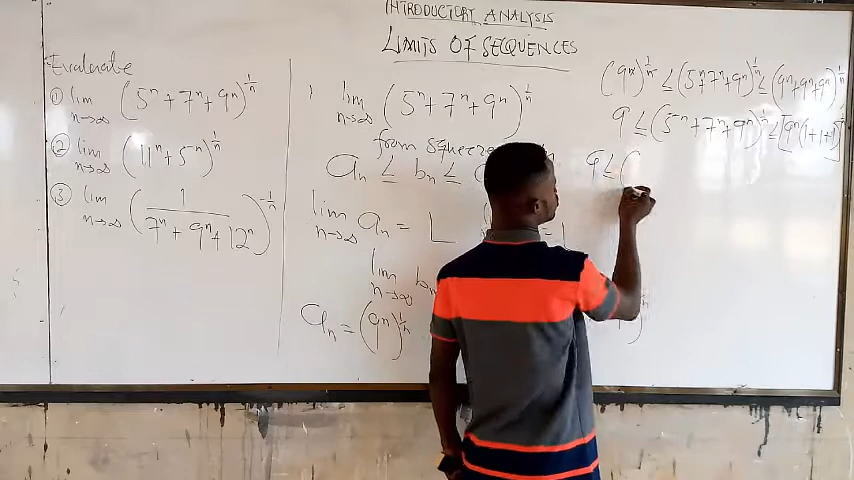 INTRODUCTORY ANALYSIS
LIMITS OF SEQUENCES
Evaluate
① lim n→∞ (5ⁿ+7ⁿ+9ⁿ)^{1/n}
② lim n→∞ (11ⁿ+5ⁿ)^{1/n}
③ lim n→∞ (1/(7ⁿ+9ⁿ+12ⁿ))^{-1/n}
lim n→∞ (5ⁿ+7ⁿ+9ⁿ)^{1/n}
from
aₙ ≤ bₙ ≤
lim n→∞ aₙ = L = L
lim n→∞ bₙ
aₙ = (9ⁿ)^{1/n}
(9ⁿ)^{1/n} ≤ (5ⁿ+7ⁿ+9ⁿ)^{1/n} ≤ (9ⁿ+9ⁿ+9ⁿ)^{1/n}
9 ≤ (5ⁿ+7ⁿ+9ⁿ)^{1/n} ≤ [9ⁿ(1+1+1)]^{1/n}
9 ≤ (